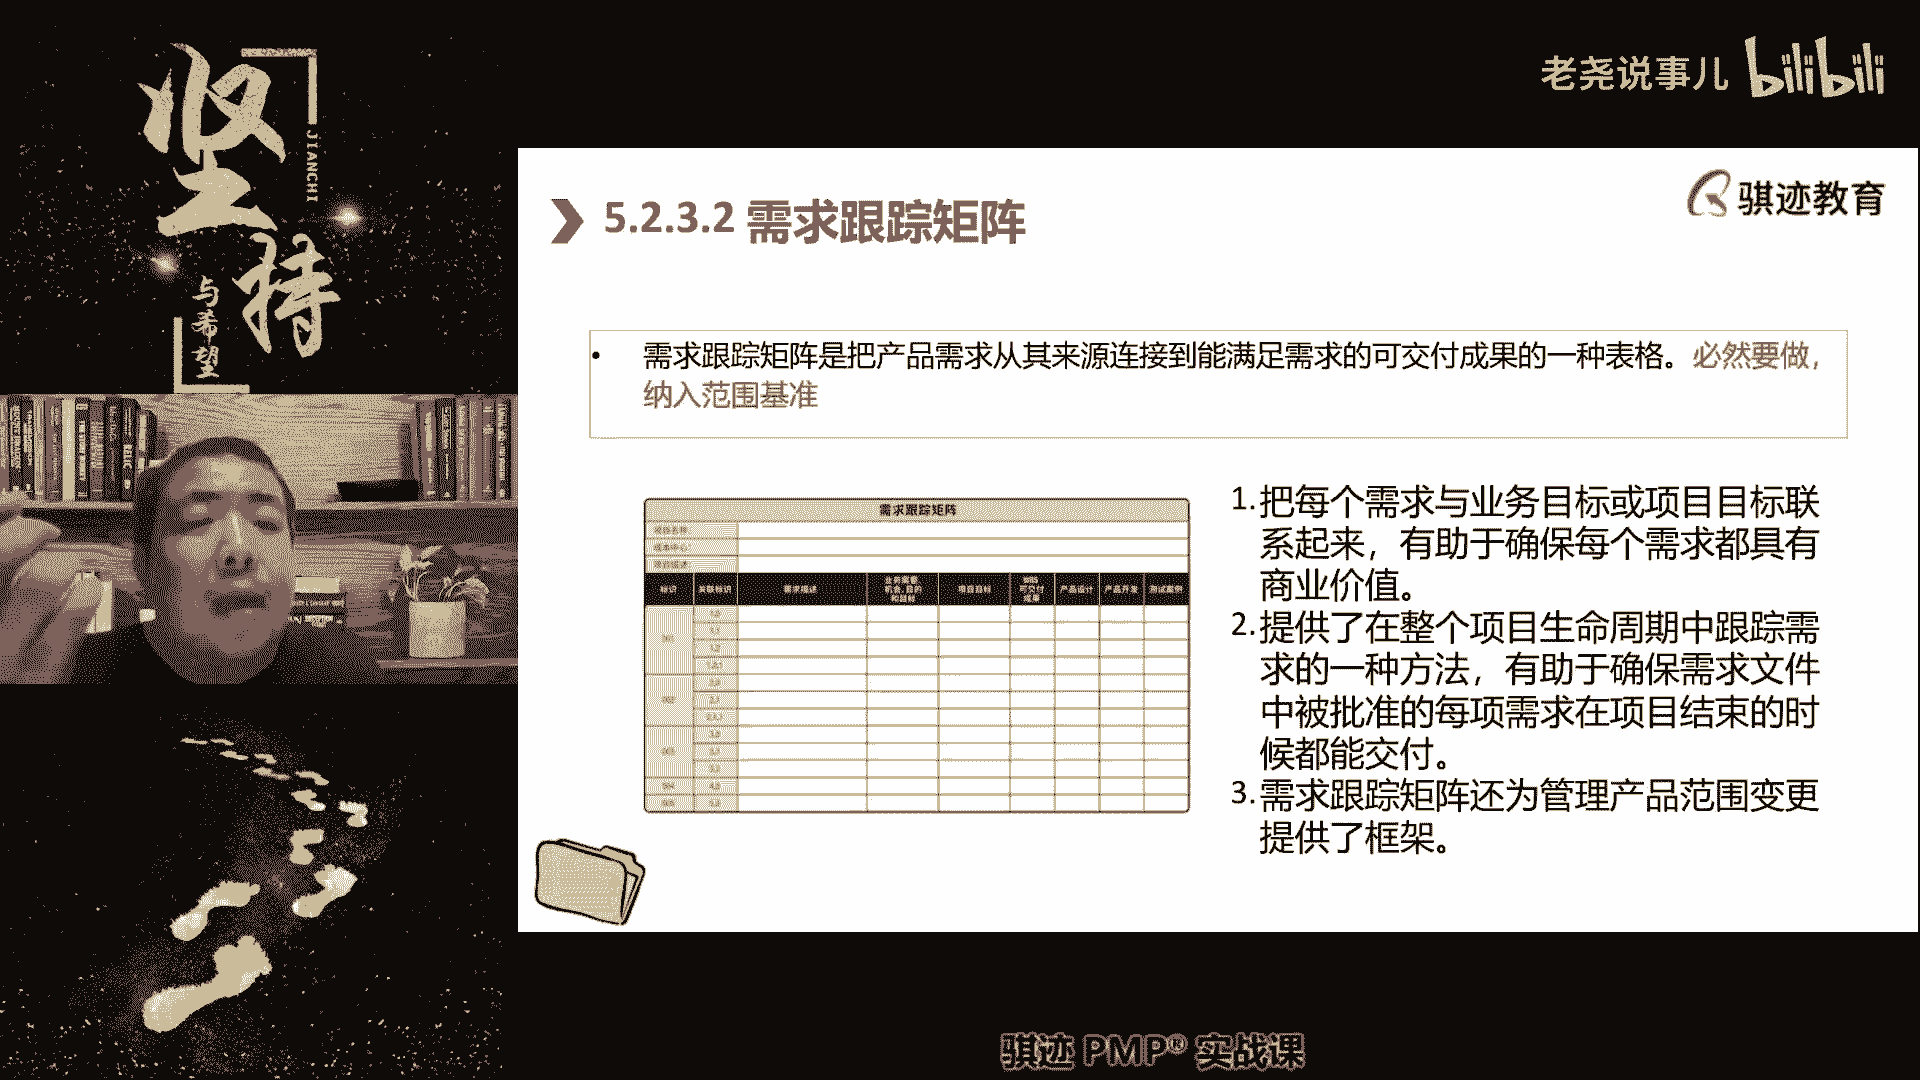 坚持
JIANCHI
与希望
老尧说事儿 bilibili
骐迹教育
5.2.3.2 需求跟踪矩阵
• 需求跟踪矩阵是把产品需求从其来源连接到能满足需求的可交付成果的一种表格。必然要做，
纳入范围基准
需求跟踪矩阵
项目名称
成本中心
项目描述
标识 关联标识 需求描述 业务需要、机会、目的和目标 项目目标 WBS可交付成果 产品设计 产品开发 测试案例
1.把每个需求与业务目标或项目目标联
系起来，有助于确保每个需求都具有
商业价值。
2.提供了在整个项目生命周期中跟踪需
求的一种方法，有助于确保需求文件
中被批准的每项需求在项目结束的时
候都能交付。
3.需求跟踪矩阵还为管理产品范围变更
提供了框架。
骐迹 PMP® 实战课